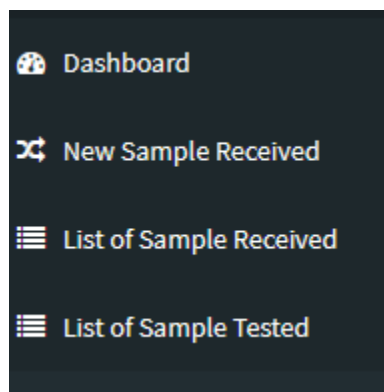 Dashboard
New Sample Received
List of Sample Received
List of Sample Tested